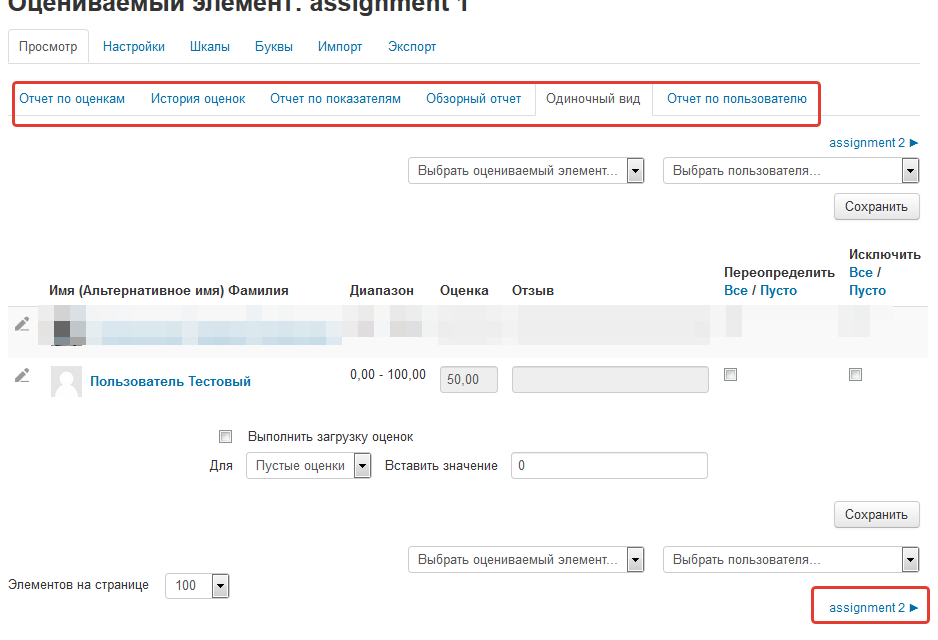 Оцениваемый элемент: assignment 1
Просмотр Настройки Шкалы Буквы Импорт Экспорт
Отчет по оценкам История оценок Отчет по показателям Обзорный отчет Одиночный вид Отчет по пользователю
assignment 2 ►
Выбрать оцениваемый элемент... Выбрать пользователя...
Сохранить
Имя (Альтернативное имя) Фамилия Диапазон Оценка Отзыв Переопределить Все / Пусто Исключить Все / Пусто
Пользователь Тестовый 0,00 - 100,00 50,00
Выполнить загрузку оценок
Для Пустые оценки Вставить значение 0
Сохранить
Выбрать оцениваемый элемент... Выбрать пользователя...
Элементов на странице 100
assignment 2 ►